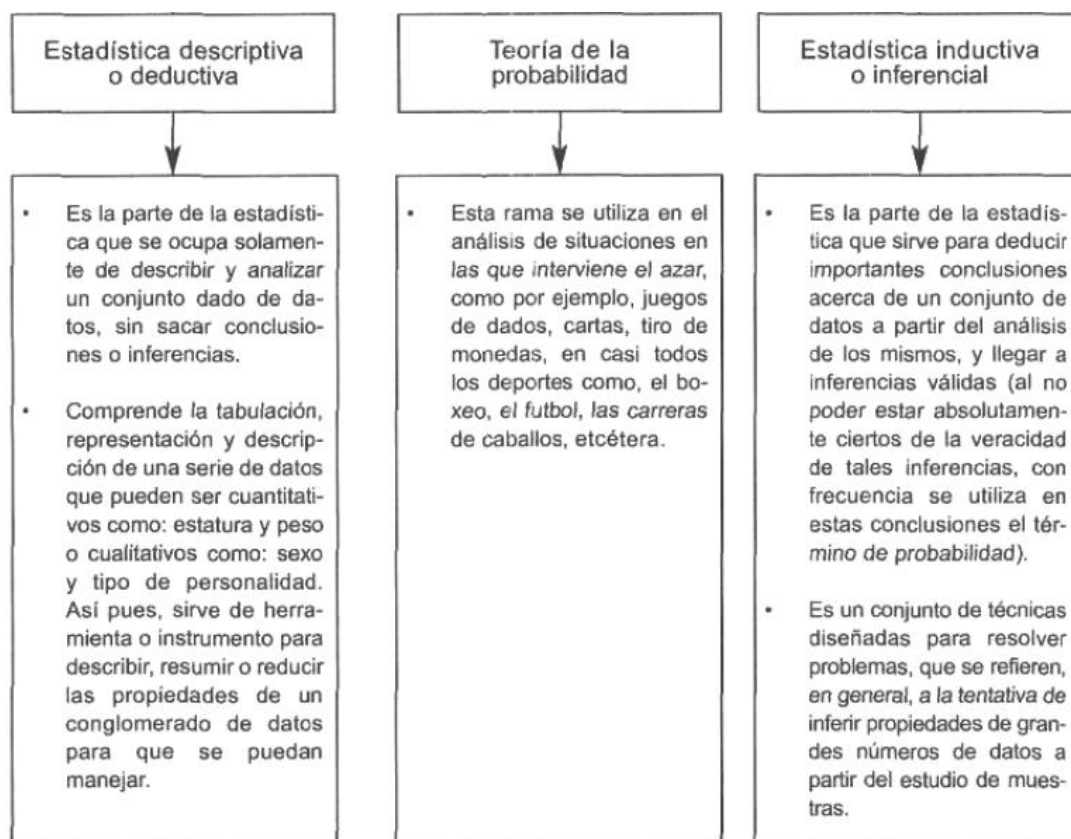 Estadística descriptiva
o deductiva
• Es la parte de la estadísti-
ca que se ocupa solamen-
te de describir y analizar
un conjunto dado de da-
tos, sin sacar conclusio-
nes o inferencias.
• Comprende la tabulación,
representación y descrip-
ción de una serie de datos
que pueden ser cuantitati-
vos como: estatura y peso
o cualitativos como: sexo
y tipo de personalidad.
Así pues, sirve de herra-
mienta o instrumento para
describir, resumir o reducir
las propiedades de un
conglomerado de datos
para que se puedan
manejar.
Teoría de la
probabilidad
• Esta rama se utiliza en el
análisis de situaciones en
las que interviene el azar,
como por ejemplo, juegos
de dados, cartas, tiro de
monedas, en casi todos
los deportes como, el bo-
xeo, el futbol, las carreras
de caballos, etcétera.
Estadística inductiva
o inferencial
• Es la parte de la estadís-
tica que sirve para deducir
importantes conclusiones
acerca de un conjunto de
datos a partir del análisis
de los mismos, y llegar a
inferencias válidas (al no
poder estar absolutamen-
te ciertos de la veracidad
de tales inferencias, con
frecuencia se utiliza en
estas conclusiones el tér-
mino de probabilidad).
• Es un conjunto de técnicas
diseñadas para resolver
problemas, que se refieren,
en general, a la tentativa de
inferir propiedades de gran-
des números de datos a
partir del estudio de mues-
tras.